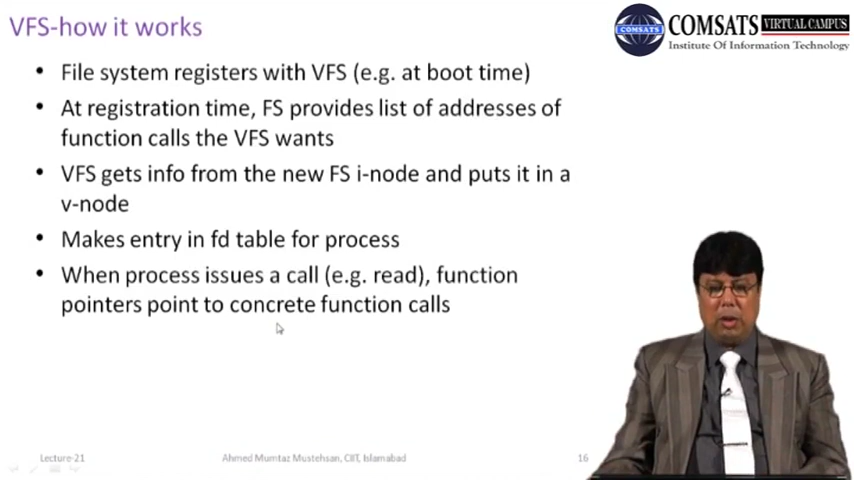 VFS-how it works
COMSATS VIRTUAL CAMPUS
COMSATS
Institute Of Information Technology
• File system registers with VFS (e.g. at boot time)
• At registration time, FS provides list of addresses of
function calls the VFS wants
• VFS gets info from the new FS i-node and puts it in a
v-node
• Makes entry in fd table for process
• When process issues a call (e.g. read), function
pointers point to concrete function calls
Lecture-21
Ahmed Mumtaz Mustehsan, CIIT, Islamabad
16